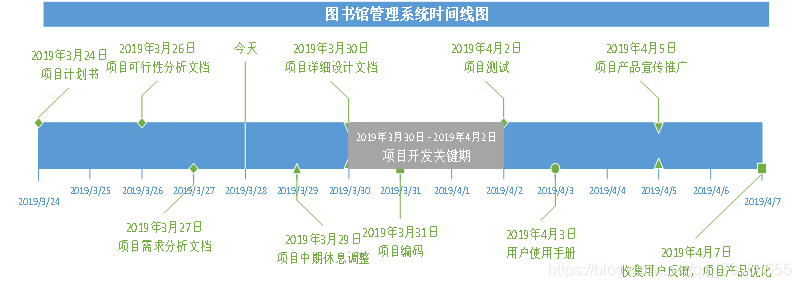 图书馆管理系统时间线图
2019年3月24日
项目计划书
2019年3月26日
项目可行性分析文档
今天
2019年3月30日
项目详细设计文档
2019年4月2日
项目测试
2019年4月5日
项目产品宣传推广
2019年3月30日 - 2019年4月2日
项目开发关键期
2019/3/24
2019/3/25
2019/3/26
2019/3/27
2019/3/28
2019/3/29
2019/3/30
2019/3/31
2019/4/1
2019/4/2
2019/4/3
2019/4/4
2019/4/5
2019/4/6
2019/4/7
2019年3月27日
项目需求分析文档
2019年3月29日
项目中期休息调整
2019年3月31日
项目编码
2019年4月3日
用户使用手册
2019年4月7日
收集用户反馈，项目产品优化